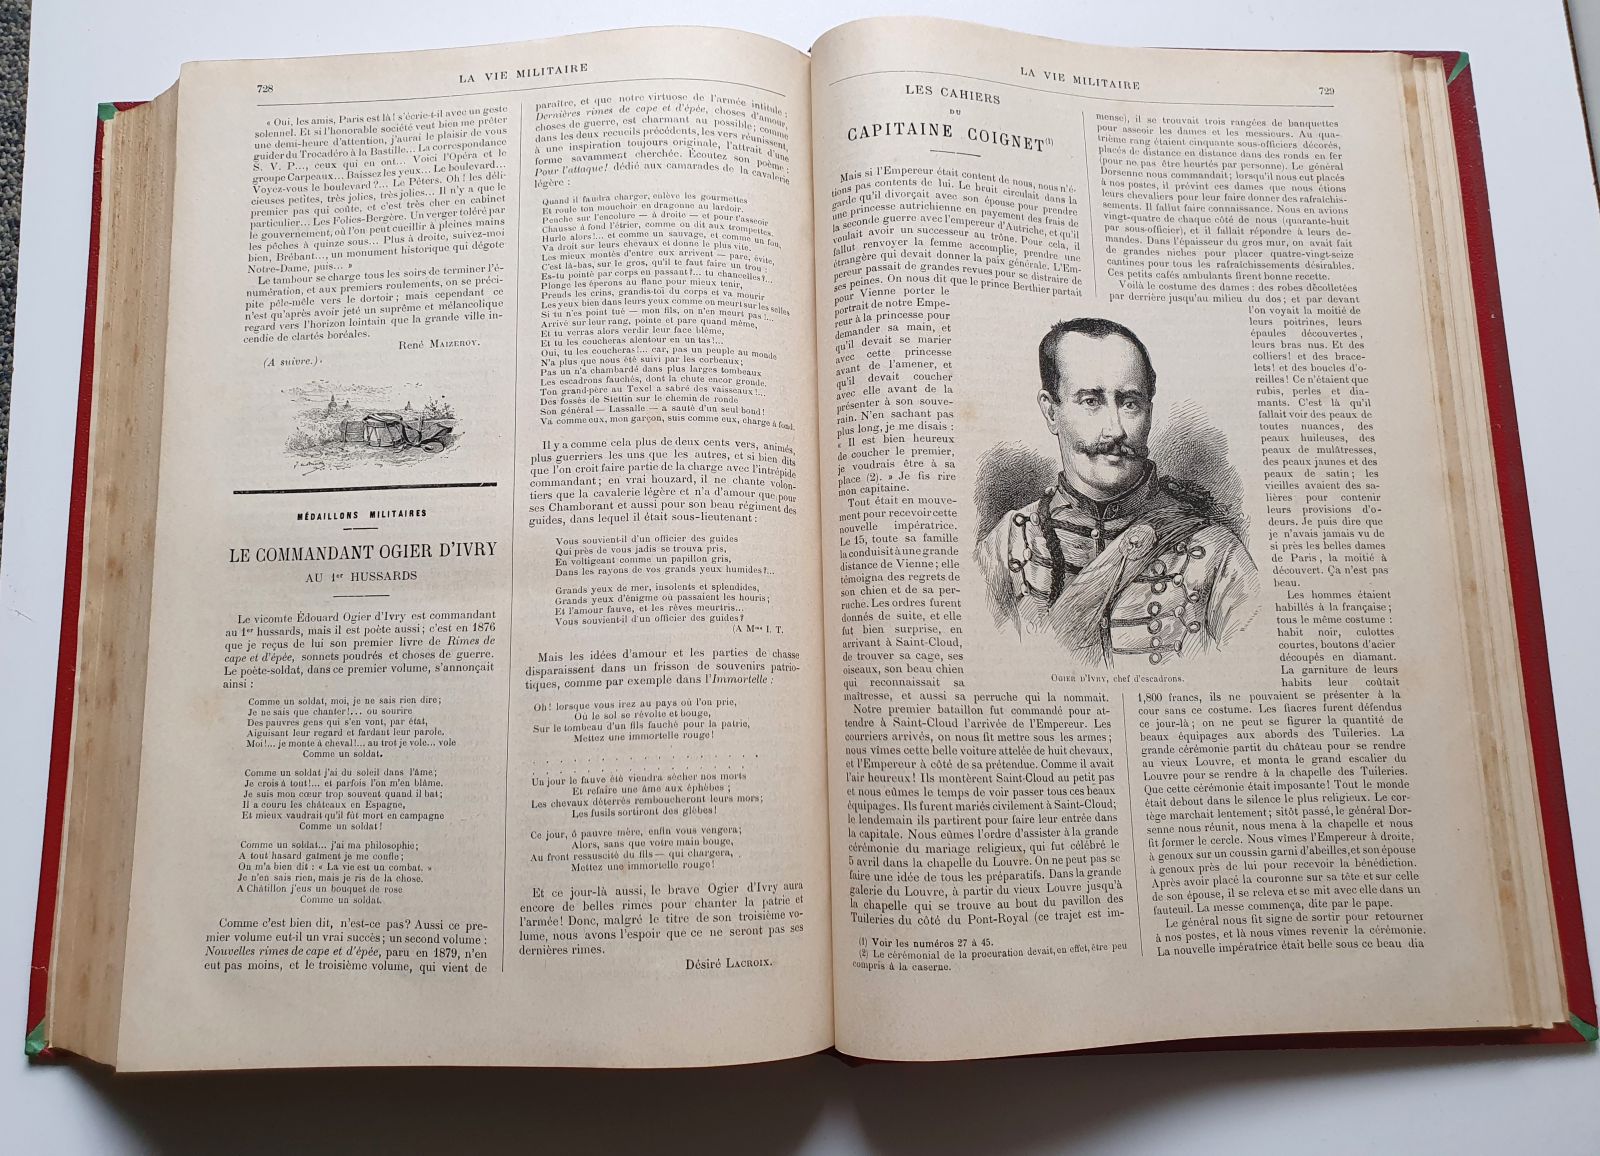 728
LA VIE MILITAIRE
« Oui, les amis, Paris est là! s'écrie-t-il avec un geste
solennel. Et si l'honorable société veut bien me prêter
une demi-heure d'attention, j'aurai le plaisir de vous
guider du Trocadéro à la Bastille... La correspondance
S. V. P..., ceux qui en ont... Voici l'Opéra et le
groupe Carpeaux... Baissez les yeux... Le boulevard...
Voyez-vous le boulevard?... Le Péters. Oh! les déli-
cieuses petites, très jolies, très jolies... Il n'y a que le
premier pas qui coûte, et c'est très cher en cabinet
particulier... Les Folies-Bergère. Un verger toléré par
le gouvernement, où l'on peut cueillir à pleines mains
les pêches à quinze sous... Plus à droite, suivez-moi
bien, Brébant..., un monument historique qui dégote
Notre-Dame, puis... »
Le tambour se charge tous les soirs de terminer l'é-
numération, et aux premiers roulements, on se préci-
pite pêle-mêle vers le dortoir; mais cependant ce
n'est qu'après avoir jeté un suprême et mélancolique
regard vers l'horizon lointain que la grande ville in-
cendie de clartés boréales.
René MAIZEROY.
(A suivre.)
MÉDAILLONS MILITAIRES
LE COMMANDANT OGIER D'IVRY
AU 1er HUSSARDS
Le vicomte Édouard Ogier d'Ivry est commandant
au 1er hussards, mais il est poète aussi; c'est en 1876
que je reçus de lui son premier livre de Rimes de
cape et d'épée, sonnets poudrés et choses de guerre.
Le poète-soldat, dans ce premier volume, s'annonçait
ainsi :
Comme un soldat, moi, je ne sais rien dire;
Je ne sais que chanter!... ou sourire
Des pauvres gens qui s'en vont, par état,
Aiguisant leur regard et fardant leur parole.
Moi!... je monte à cheval!... au trot je vole... vole
Comme un soldat.
Comme un soldat j'ai du soleil dans l'âme;
Je crois à tout!... et parfois l'on m'en blâme.
Je suis mon cœur trop souvent quand il bat;
Il a couru les châteaux en Espagne,
Et mieux vaudrait qu'il fût mort en campagne
Comme un soldat!
Comme un soldat... j'ai ma philosophie;
A tout hasard gaîment je me confie;
On m'a bien dit : « La vie est un combat. »
Je n'en sais rien, mais je ris de la chose.
A Châtillon j'eus un bouquet de rose
Comme un soldat.
Comme c'est bien dit, n'est-ce pas? Aussi ce pre-
mier volume eut-il un vrai succès; un second volume :
Nouvelles rimes de cape et d'épée, paru en 1879, n'en
eut pas moins, et le troisième volume, qui vient de
paraître, et que notre virtuose de l'armée intitule :
Dernières rimes de cape et d'épée, choses d'amour,
choses de guerre, est charmant au possible; comme
dans les deux recueils précédents, les vers réunissent,
à une inspiration toujours originale, l'attrait d'une
forme savamment cherchée. Écoutez son poème :
Pour l'attaque! dédié aux camarades de la cavalerie
légère :
Quand il faudra charger, enlève les gourmettes
Et roule ton mouchoir en dragonne au lardoir.
Penche sur l'encolure — à droite — et pour t'asseoir
Chausse à fond l'étrier, comme on dit aux trompettes.
Hurle alors!... et comme un sauvage, et comme un fou,
Va droit sur leurs chevaux et donne le plus vite.
Les mieux montés d'entre eux arrivent — pare, évite,
C'est là-bas, sur le gros, qu'il te faut faire un trou :
Es-tu pointé par corps en passant?... tu chancelles?...
Plonge les éperons au flanc pour mieux tenir,
Prends les crins, grandis-toi du corps et va mourir
Les yeux bien dans leurs yeux comme on meurt sur les selles
Si tu n'es point tué — mon fils, on n'en meurt pas!...
Arrivé sur leur rang, pointe et pare quand même,
Et tu verras alors verdir leur face blême,
Et tu les coucheras alentour en un tas!...
Oui, tu les coucheras!... car, pas un peuple au monde
N'a plus que nous été suivi par les corbeaux;
Pas un n'a chambardé dans plus larges tombeaux
Les escadrons fauchés, dont la chute encor gronde.
Ton grand-père au Texel a sabré des vaisseaux!...
Des fossés de Stettin sur le chemin de ronde
Son général — Lassalle — a sauté d'un seul bond!
Va comme eux, mon garçon, suis comme eux, charge à fond.
Il y a comme cela plus de deux cents vers, animés,
plus guerriers les uns que les autres, et si bien dits
que l'on croit faire partie de la charge avec l'intrépide
commandant; en vrai houzard, il ne chante volon-
tiers que la cavalerie légère et n'a d'amour que pour
ses Chamborant et aussi pour son beau régiment des
guides, dans lequel il était sous-lieutenant :
Vous souvient-il d'un officier des guides
Qui près de vous jadis se trouva pris,
En voltigeant comme un papillon gris,
Dans les rayons de vos grands yeux humides?...
Grands yeux de mer, insolents et splendides,
Grands yeux d'énigme où passaient les houris;
Et l'amour fauve, et les rêves meurtris...
Vous souvient-il d'un officier des guides?
(A Mme I. T.
Mais les idées d'amour et les parties de chasse
disparaissent dans un frisson de souvenirs patrio-
tiques, comme par exemple dans l'Immortelle :
Oh! lorsque vous irez au pays où l'on prie,
Où le sol se révolte et bouge,
Sur le tombeau d'un fils fauché pour la patrie,
Mettez une immortelle rouge!
. . . . . . . . . . . . . . . .
Un jour le fauve été viendra sécher nos morts
Et refaire une âme aux éphèbes;
Les chevaux déterrés remboucheront leurs mors;
Les fusils sortiront des glèbes!
Ce jour, ô pauvre mère, enfin vous vengera;
Alors, sans que votre main bouge,
Au front ressuscité du fils — qui chargera,
Mettez une immortelle rouge!
Et ce jour-là aussi, le brave Ogier d'Ivry aura
encore de belles rimes pour chanter la patrie et
l'armée! Donc, malgré le titre de son troisième vo-
lume, nous avons l'espoir que ce ne seront pas ses
dernières rimes.
Désiré LACROIX.
LA VIE MILITAIRE
729
LES CAHIERS
DU
CAPITAINE COIGNET(1)
Mais si l'Empereur était content de nous, nous n'é-
tions pas contents de lui. Le bruit circulait dans la
garde qu'il divorçait avec son épouse pour prendre
une princesse autrichienne en payement des frais de
la seconde guerre avec l'empereur d'Autriche, et qu'il
voulait avoir un successeur au trône. Pour cela, il
fallut renvoyer la femme accomplie, prendre une
étrangère qui devait donner la paix générale. L'Em-
pereur passait de grandes revues pour se distraire de
ses peines. On nous dit que le prince Berthier partait
pour Vienne porter le
portrait de notre Empe-
reur à la princesse pour
demander sa main, et
qu'il devait se marier
avec cette princesse
avant de l'amener, et
qu'il devait coucher
avec elle avant de la
présenter à son souve-
rain. N'en sachant pas
plus long, je me disais :
« Il est bien heureux
de coucher le premier,
je voudrais être à sa
place (2). » Je fis rire
mon capitaine.
Tout était en mouve-
ment pour recevoir cette
nouvelle impératrice.
Le 15, toute sa famille
la conduisit à une grande
distance de Vienne; elle
témoigna des regrets de
son chien et de sa per-
ruche. Les ordres furent
donnés de suite, et elle
fut bien surprise, en
arrivant à Saint-Cloud,
de trouver sa cage, ses
oiseaux, son beau chien
qui reconnaissait sa
maîtresse, et aussi sa perruche qui la nommait.
Notre premier bataillon fut commandé pour at-
tendre à Saint-Cloud l'arrivée de l'Empereur. Les
courriers arrivés, on nous fit mettre sous les armes;
nous vîmes cette belle voiture attelée de huit chevaux,
et l'Empereur à côté de sa prétendue. Comme il avait
l'air heureux! Ils montèrent Saint-Cloud au petit pas
et nous eûmes le temps de voir passer tous ces beaux
équipages. Ils furent mariés civilement à Saint-Cloud;
le lendemain ils partirent pour faire leur entrée dans
la capitale. Nous eûmes l'ordre d'assister à la grande
cérémonie du mariage religieux, qui fut célébré le
5 avril dans la chapelle du Louvre. On ne peut pas se
faire une idée de tous les préparatifs. Dans la grande
galerie du Louvre, à partir du vieux Louvre jusqu'à
la chapelle qui se trouve au bout du pavillon des
Tuileries du côté du Pont-Royal (ce trajet est im-
(1) Voir les numéros 27 à 45.
(2) Le cérémonial de la procuration devait, en effet, être peu
compris à la caserne.
mense), il se trouvait trois rangées de banquettes
pour asseoir les dames et les messieurs. Au qua-
trième rang étaient cinquante sous-officiers décorés,
placés de distance en distance dans des ronds en fer
(pour ne pas être heurtés par personne). Le général
Dorsenne nous commandait; lorsqu'il nous eut placés
à nos postes, il prévint ces dames que nous étions
leurs chevaliers pour leur faire donner des rafraîchis-
sements. Il fallut faire connaissance. Nous en avions
vingt-quatre de chaque côté de nous (quarante-huit
par sous-officier), et il fallait répondre à leurs de-
mandes. Dans l'épaisseur du gros mur, on avait fait
de grandes niches pour placer quatre-vingt-seize
cantines pour tous les rafraîchissements désirables.
Ces petits cafés ambulants firent bonne recette.
Voilà le costume des dames : des robes décolletées
par derrière jusqu'au milieu du dos; et par devant
l'on voyait la moitié de
leurs poitrines, leurs
épaules découvertes,
leurs bras nus. Et des
colliers! et des brace-
lets! et des boucles d'o-
reilles! Ce n'étaient que
rubis, perles et dia-
mants. C'est là qu'il
fallait voir des peaux de
toutes nuances, des
peaux huileuses, des
peaux de mulâtresses,
des peaux jaunes et des
peaux de satin; les
vieilles avaient des sa-
lières pour contenir
leurs provisions d'o-
deurs. Je puis dire que
je n'avais jamais vu de
si près les belles dames
de Paris, la moitié à
découvert. Ça n'est pas
beau.
Les hommes étaient
habillés à la française;
tous le même costume :
habit noir, culottes
courtes, boutons d'acier
découpés en diamant.
La garniture de leurs
habits leur coûtait
1,800 francs, ils ne pouvaient se présenter à la
cour sans ce costume. Les fiacres furent défendus
ce jour-là; on ne peut se figurer la quantité de
beaux équipages aux abords des Tuileries. La
grande cérémonie partit du château pour se rendre
au vieux Louvre, et monta le grand escalier du
Louvre pour se rendre à la chapelle des Tuileries.
Que cette cérémonie était imposante! Tout le monde
était debout dans le silence le plus religieux. Le cor-
tège marchait lentement; sitôt passé, le général Dor-
senne nous réunit, nous mena à la chapelle et nous
fit former le cercle. Nous vîmes l'Empereur à droite,
à genoux sur un coussin garni d'abeilles, et son épouse
à genoux près de lui pour recevoir la bénédiction.
Après avoir placé la couronne sur sa tête et sur celle
de son épouse, il se releva et se mit avec elle dans un
fauteuil. La messe commença, dite par le pape.
Le général nous fit signe de sortir pour retourner
à nos postes, et là nous vîmes revenir la cérémonie.
La nouvelle impératrice était belle sous ce beau dia
OGIER D'IVRY, chef d'escadrons.